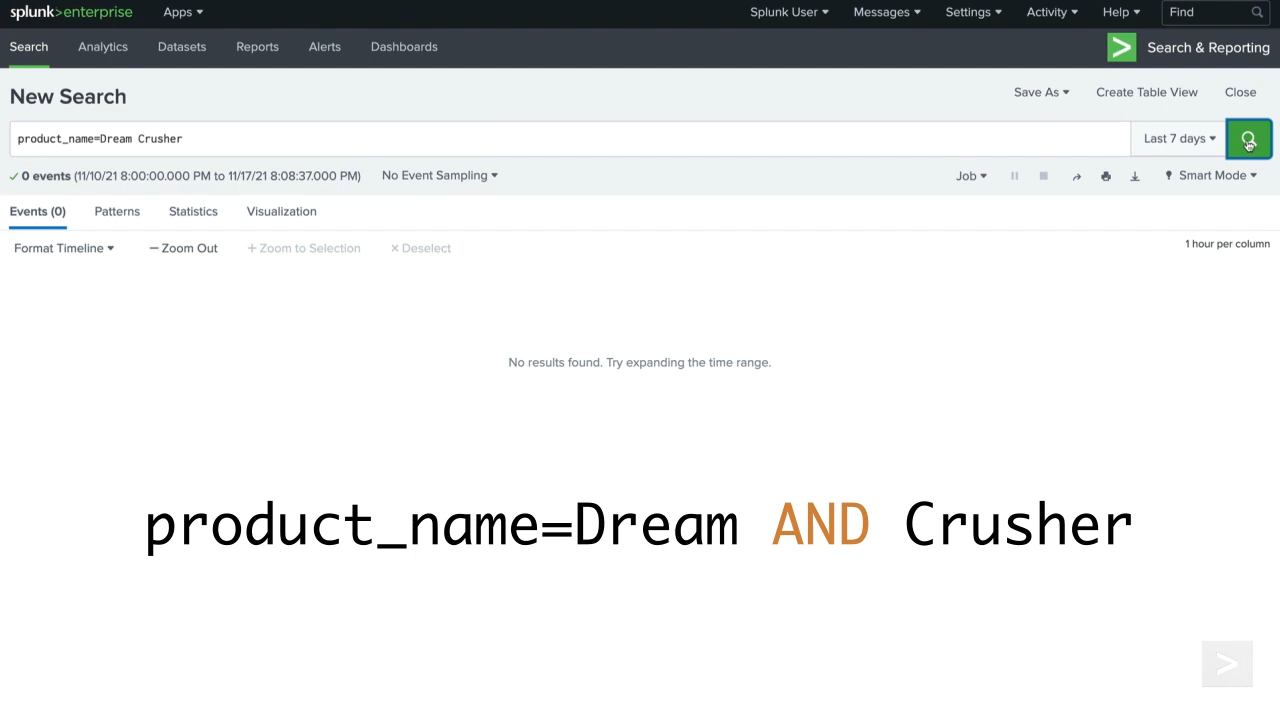 splunk>enterprise Apps Splunk User Messages Settings Activity Help Find
Search Analytics Datasets Reports Alerts Dashboards > Search & Reporting
New Search Save As Create Table View Close
product_name=Dream Crusher Last 7 days
✓ 0 events (11/10/21 8:00:00.000 PM to 11/17/21 8:08:37.000 PM) No Event Sampling Job Smart Mode
Events (0) Patterns Statistics Visualization
Format Timeline — Zoom Out + Zoom to Selection × Deselect 1 hour per column
No results found. Try expanding the time range.
product_name=Dream AND Crusher
>